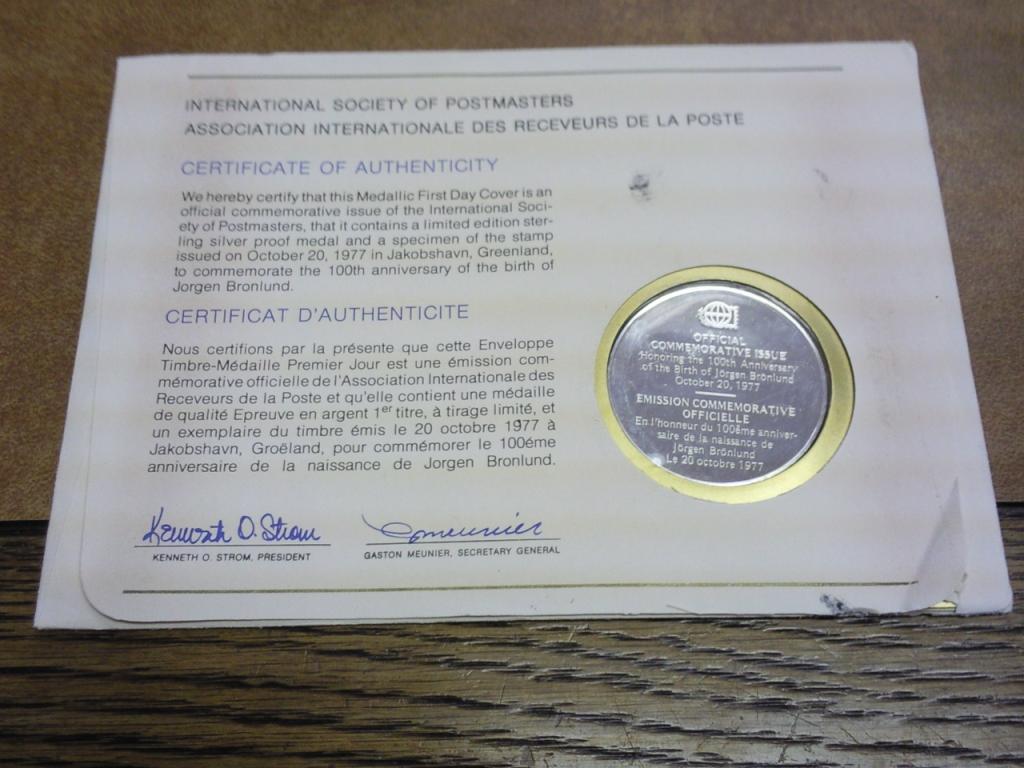 INTERNATIONAL SOCIETY OF POSTMASTERS
ASSOCIATION INTERNATIONALE DES RECEVEURS DE LA POSTE
CERTIFICATE OF AUTHENTICITY
We hereby certify that this Medallic First Day Cover is an
official commemorative issue of the International Soci-
ety of Postmasters, that it contains a limited edition ster-
ling silver proof medal and a specimen of the stamp
issued on October 20, 1977 in Jakobshavn, Greenland,
to commemorate the 100th anniversary of the birth of
Jorgen Bronlund.
CERTIFICAT D'AUTHENTICITE
Nous certifions par la présente que cette Enveloppe
Timbre-Médaille Premier Jour est une émission com-
mémorative officielle de l'Association Internationale des
Receveurs de la Poste et qu'elle contient une médaille
de qualité Epreuve en argent 1er titre, à tirage limité, et
un exemplaire du timbre émis le 20 octobre 1977 à
Jakobshavn, Groëland, pour commémorer le 100éme
anniversaire de la naissance de Jorgen Bronlund.
Kenneth O. Strom
KENNETH O. STROM, PRESIDENT
GMeunier
GASTON MEUNIER, SECRETARY GENERAL
OFFICIAL
COMMEMORATIVE ISSUE
Honoring the 100th Anniversary
of the Birth of Jörgen Brönlund
October 20, 1977
EMISSION COMMEMORATIVE
OFFICIELLE
En l'honneur du 100éme anniver-
saire de la naissance de
Jörgen Brönlund
Le 20 octobre 1977